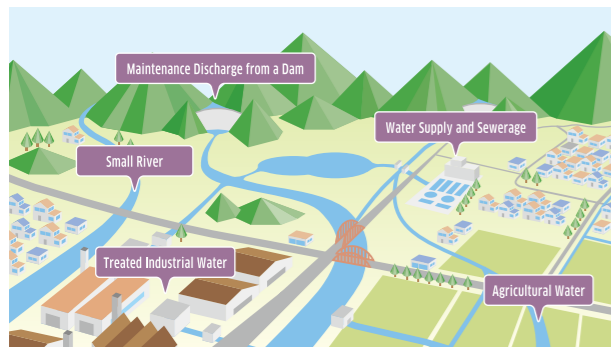 Maintenance Discharge from a Dam
Water Supply and Sewerage
Small River
Treated Industrial Water
Agricultural Water